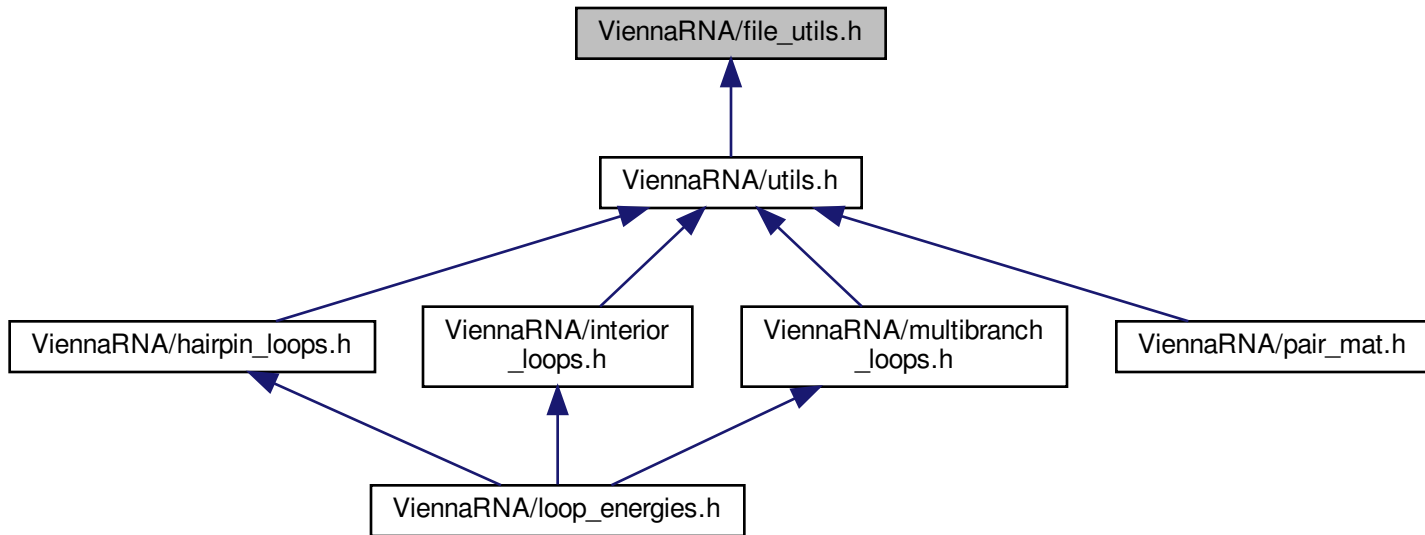 ViennaRNA/file_utils.h
ViennaRNA/utils.h
ViennaRNA/hairpin_loops.h
ViennaRNA/interior
_loops.h
ViennaRNA/multibranch
_loops.h
ViennaRNA/pair_mat.h
ViennaRNA/loop_energies.h